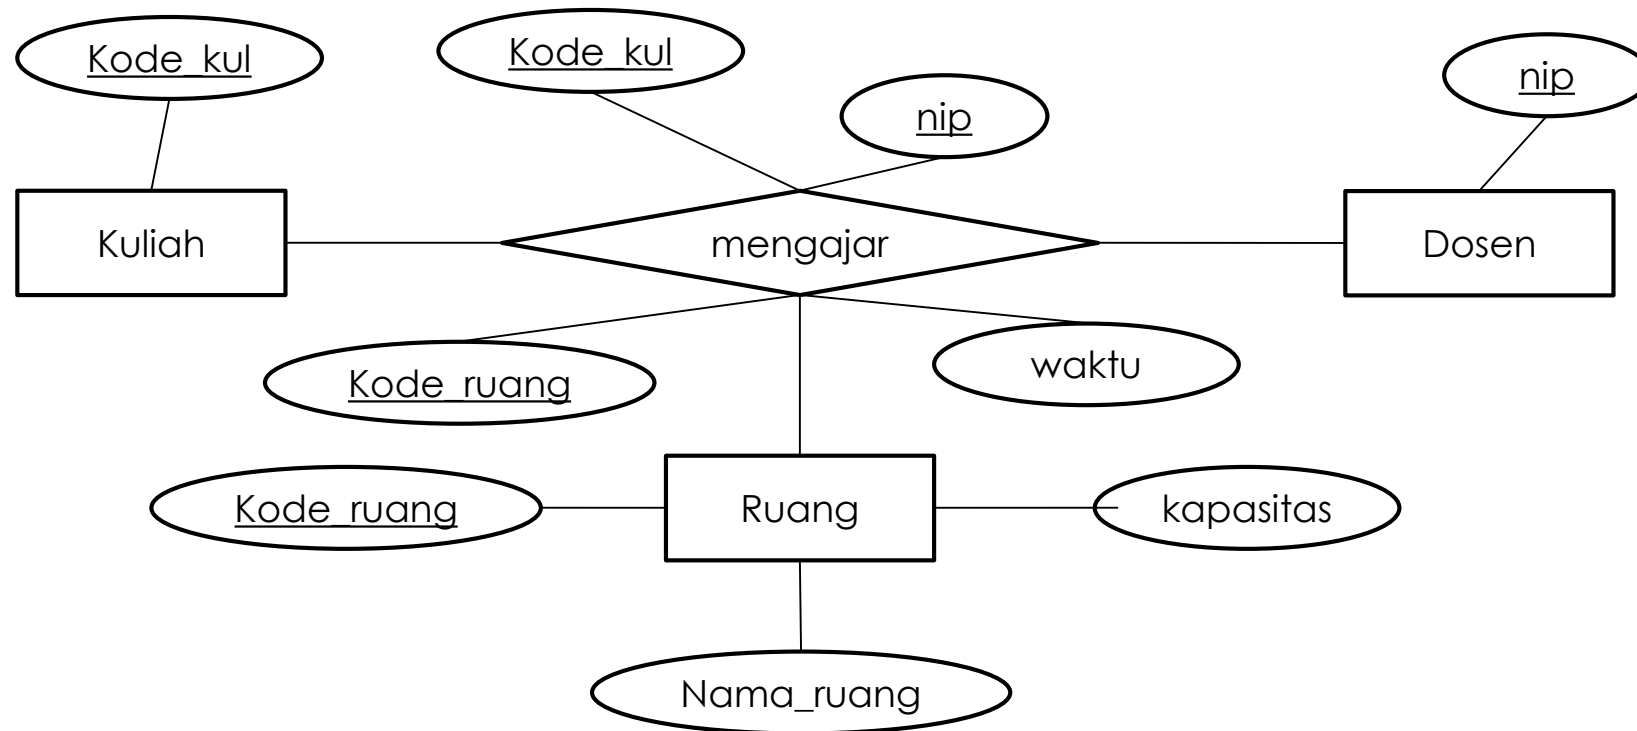 Kode_kul
Kode_kul
nip
nip
Kuliah
mengajar
Dosen
Kode_ruang
waktu
Kode_ruang
Ruang
kapasitas
Nama_ruang